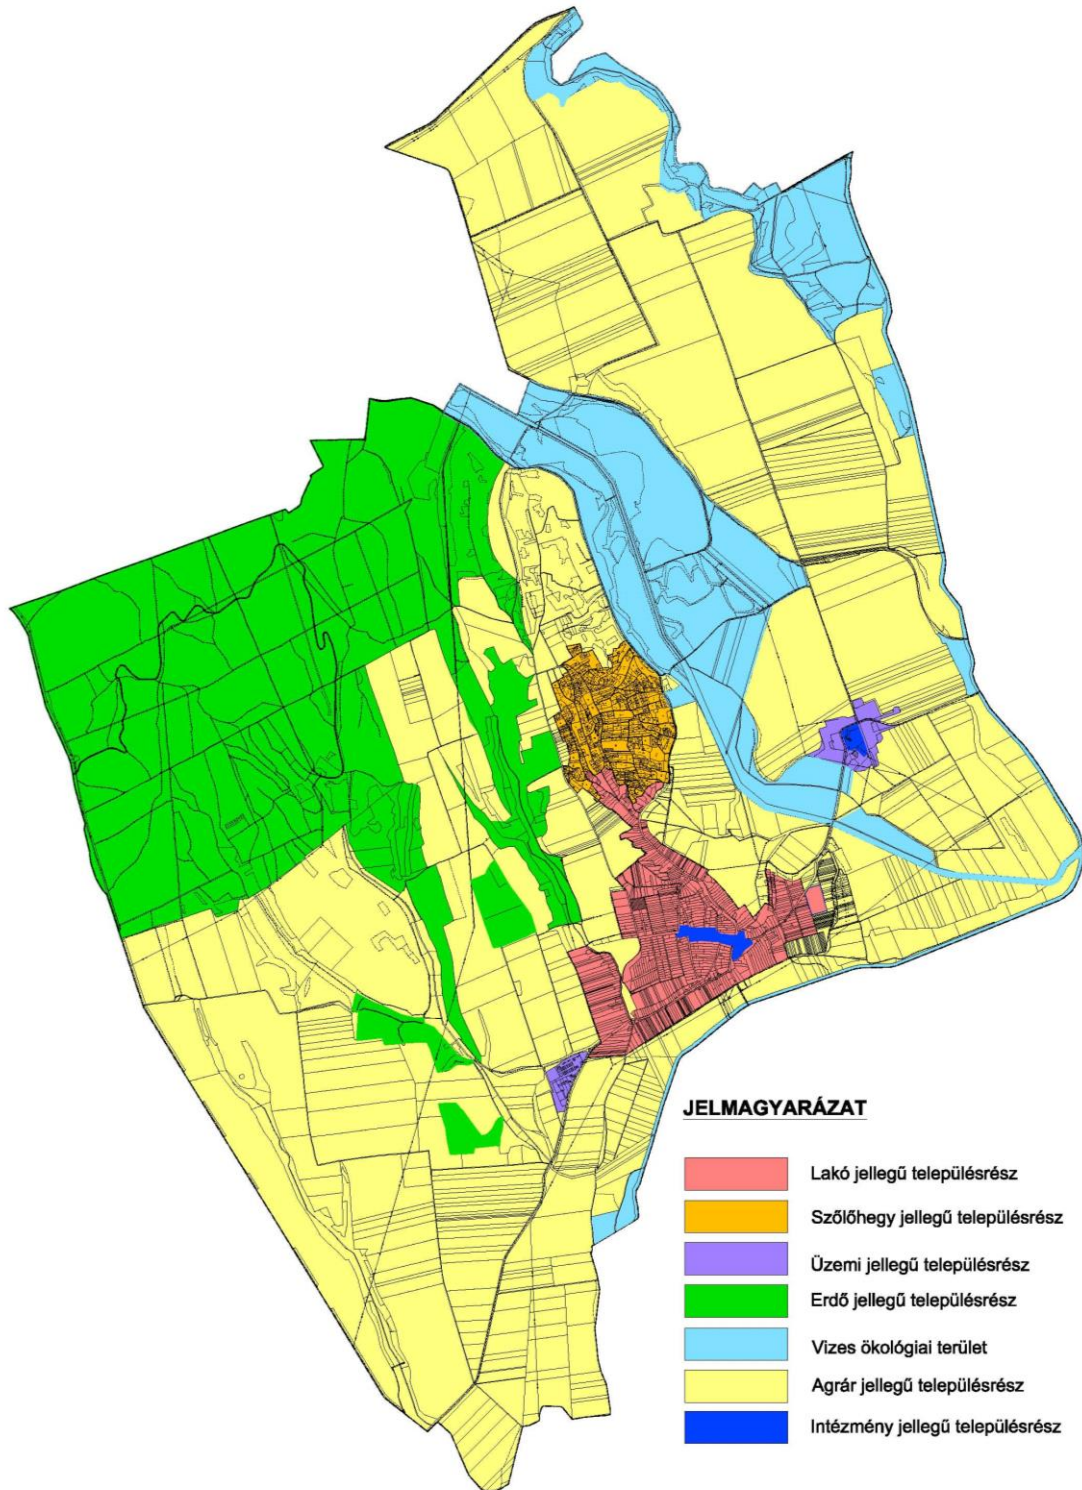 JELMAGYARÁZAT
Lakó jellegű településrész
Szőlőhegy jellegű településrész
Üzemi jellegű településrész
Erdő jellegű településrész
Vizes ökológiai terület
Agrár jellegű településrész
Intézmény jellegű településrész